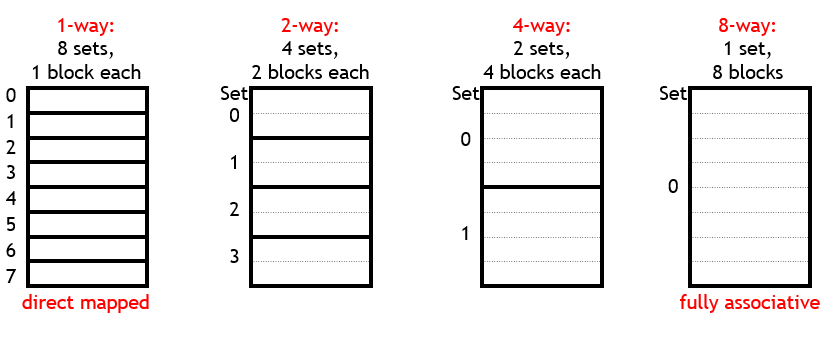 1-way:
8 sets,
1 block each
0
1
2
3
4
5
6
7
direct mapped
2-way:
4 sets,
2 blocks each
Set
0
1
2
3
4-way:
2 sets,
4 blocks each
Set
0
1
8-way:
1 set,
8 blocks
Set
0
fully associative